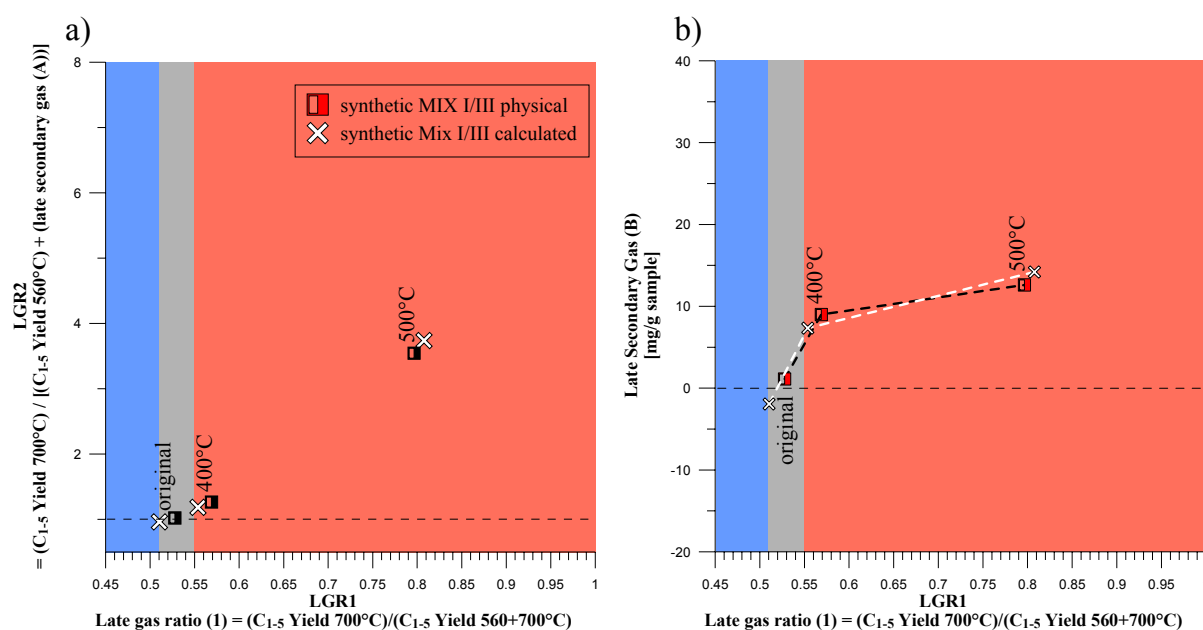 a)
LGR2
= (C1-5 Yield 700°C) / [(C1-5 Yield 560°C) + (late secondary gas (A))]
8
6
4
2
synthetic MIX I/III physical
synthetic Mix I/III calculated
original
400°C
500°C
0.45 0.5 0.55 0.6 0.65 0.7 0.75 0.8 0.85 0.9 0.95 1
LGR1
Late gas ratio (1) = (C1-5 Yield 700°C)/(C1-5 Yield 560+700°C)
b)
Late Secondary Gas (B)
[mg/g sample]
40
30
20
10
0
-10
-20
original
400°C
500°C
0.45 0.5 0.55 0.6 0.65 0.7 0.75 0.8 0.85 0.9 0.95
LGR1
Late gas ratio (1) = (C1-5 Yield 700°C)/(C1-5 Yield 560+700°C)